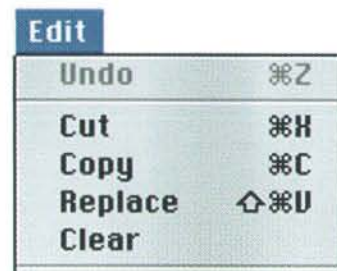 Edit
Undo ⌘Z
Cut ⌘X
Copy ⌘C
Replace ⇧⌘V
Clear